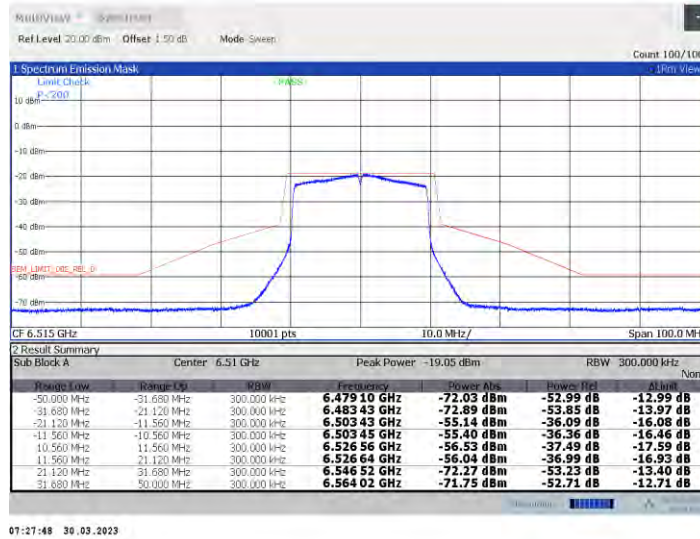 MultiView Spectrum
Ref Level 20.00 dBm Offset 1.50 dB Mode Sweep
Count 100/100
1 Spectrum Emission Mask 1Rm View
Limit Check PASS
P<200
10 dBm
0 dBm
-10 dBm
-20 dBm
-30 dBm
-40 dBm
-50 dBm
-60 dBm
-70 dBm
CF 6.515 GHz 10001 pts 10.0 MHz/ Span 100.0 MH
2 Result Summary
Sub Block A Center 6.51 GHz Peak Power -19.05 dBm RBW 300.000 kHz
Non
Range Low Range Up RBW Frequency Power Abs Power Rel ΔLimit
-50.000 MHz -31.680 MHz 300.000 kHz 6.479 10 GHz -72.03 dBm -52.99 dB -12.99 dB
-31.680 MHz -21.120 MHz 300.000 kHz 6.483 43 GHz -72.89 dBm -53.85 dB -13.97 dB
-21.120 MHz -11.560 MHz 300.000 kHz 6.503 43 GHz -55.14 dBm -36.09 dB -16.08 dB
-11.560 MHz -10.560 MHz 300.000 kHz 6.503 45 GHz -55.40 dBm -36.36 dB -16.46 dB
10.560 MHz 11.560 MHz 300.000 kHz 6.526 56 GHz -56.53 dBm -37.49 dB -17.59 dB
11.560 MHz 21.120 MHz 300.000 kHz 6.526 64 GHz -56.04 dBm -36.99 dB -16.93 dB
21.120 MHz 31.680 MHz 300.000 kHz 6.546 52 GHz -72.27 dBm -53.23 dB -13.40 dB
31.680 MHz 50.000 MHz 300.000 kHz 6.564 02 GHz -71.75 dBm -52.71 dB -12.71 dB
07:27:48 30.03.2023